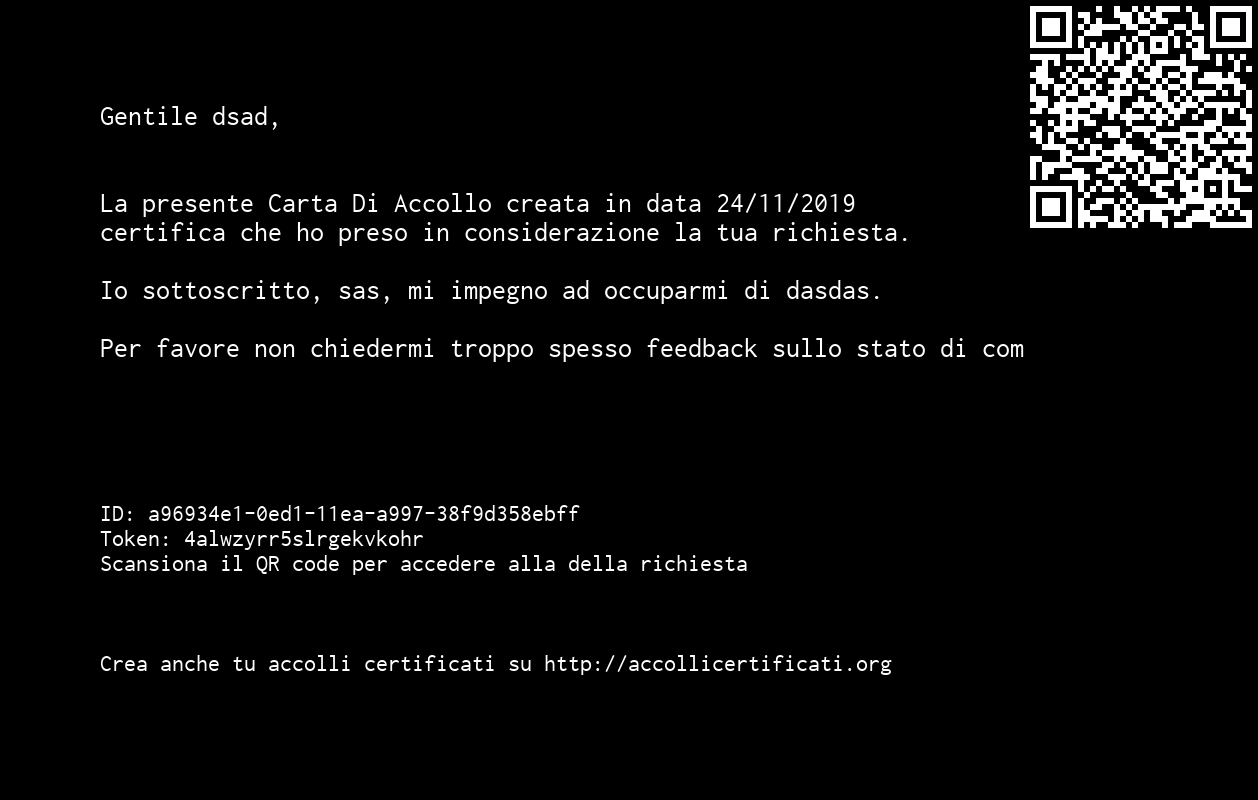 Gentile dsad,
La presente Carta Di Accollo creata in data 24/11/2019
certifica che ho preso in considerazione la tua richiesta.
Io sottoscritto, sas, mi impegno ad occuparmi di dasdas.
Per favore non chiedermi troppo spesso feedback sullo stato di com
ID: a96934e1-0ed1-11ea-a997-38f9d358ebff
Token: 4alwzyrr5slrgekvkohr
Scansiona il QR code per accedere alla della richiesta
Crea anche tu accolli certificati su http://accollicertificati.org